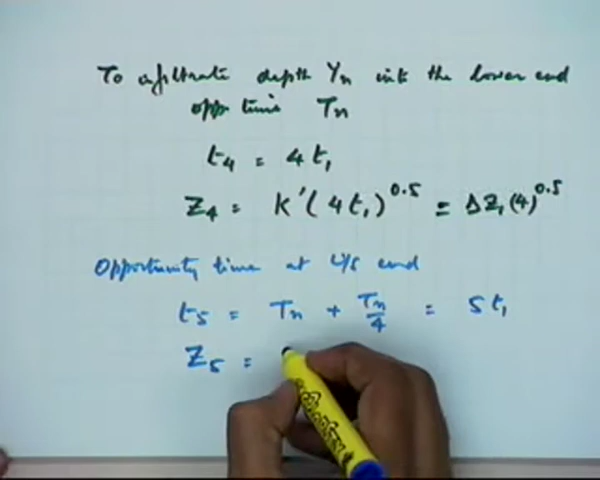 To infiltrate depth Yn into the lower end
opp time Tn
t4 = 4t1
Z4 = K'(4t1)^0.5 = ΔZ1(4)^0.5
Opportunity time at u/s end
t5 = Tn + Tn/4 = 5t1
Z5 =